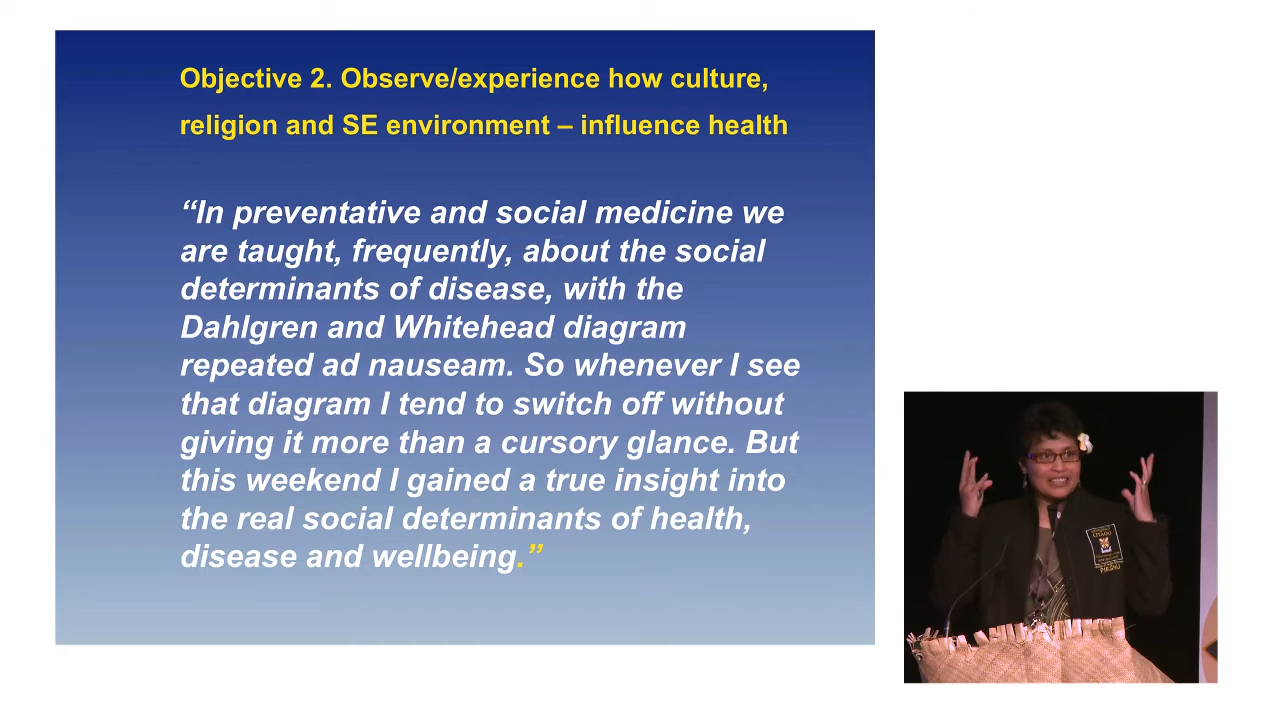 Objective 2. Observe/experience how culture,
religion and SE environment – influence health
“In preventative and social medicine we
are taught, frequently, about the social
determinants of disease, with the
Dahlgren and Whitehead diagram
repeated ad nauseam. So whenever I see
that diagram I tend to switch off without
giving it more than a cursory glance. But
this weekend I gained a true insight into
the real social determinants of health,
disease and wellbeing.”
OTAGO